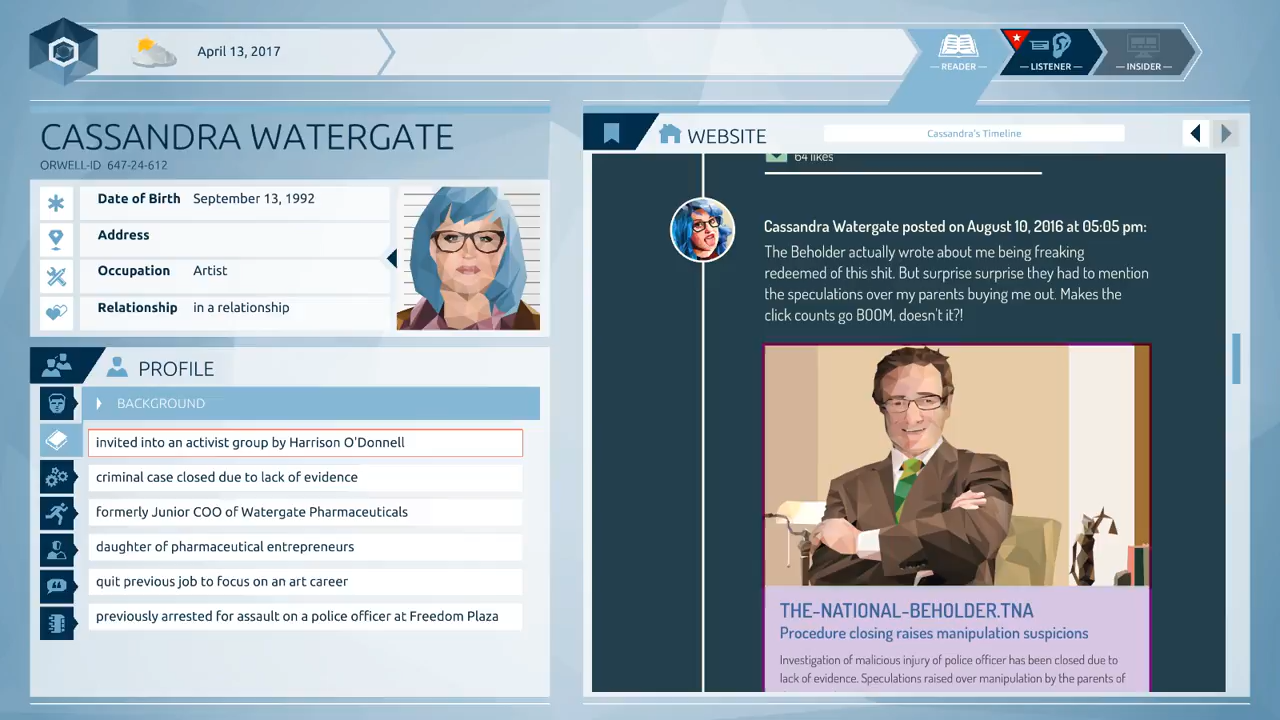 April 13, 2017
READER
LISTENER
INSIDER
CASSANDRA WATERGATE
ORWELL-ID 647-24-612
Date of Birth September 13, 1992
Address
Occupation Artist
Relationship in a relationship
PROFILE
BACKGROUND
invited into an activist group by Harrison O'Donnell
criminal case closed due to lack of evidence
formerly Junior COO of Watergate Pharmaceuticals
daughter of pharmaceutical entrepreneurs
quit previous job to focus on an art career
previously arrested for assault on a police officer at Freedom Plaza
WEBSITE
Cassandra's Timeline
64 likes
Cassandra Watergate posted on August 10, 2016 at 05:05 pm:
The Beholder actually wrote about me being freaking
redeemed of this shit. But surprise surprise they had to mention
the speculations over my parents buying me out. Makes the
click counts go BOOM, doesn't it?!
THE-NATIONAL-BEHOLDER.TNA
Procedure closing raises manipulation suspicions
Investigation of malicious injury of police officer has been closed due to
lack of evidence. Speculations raised over manipulation by the parents of